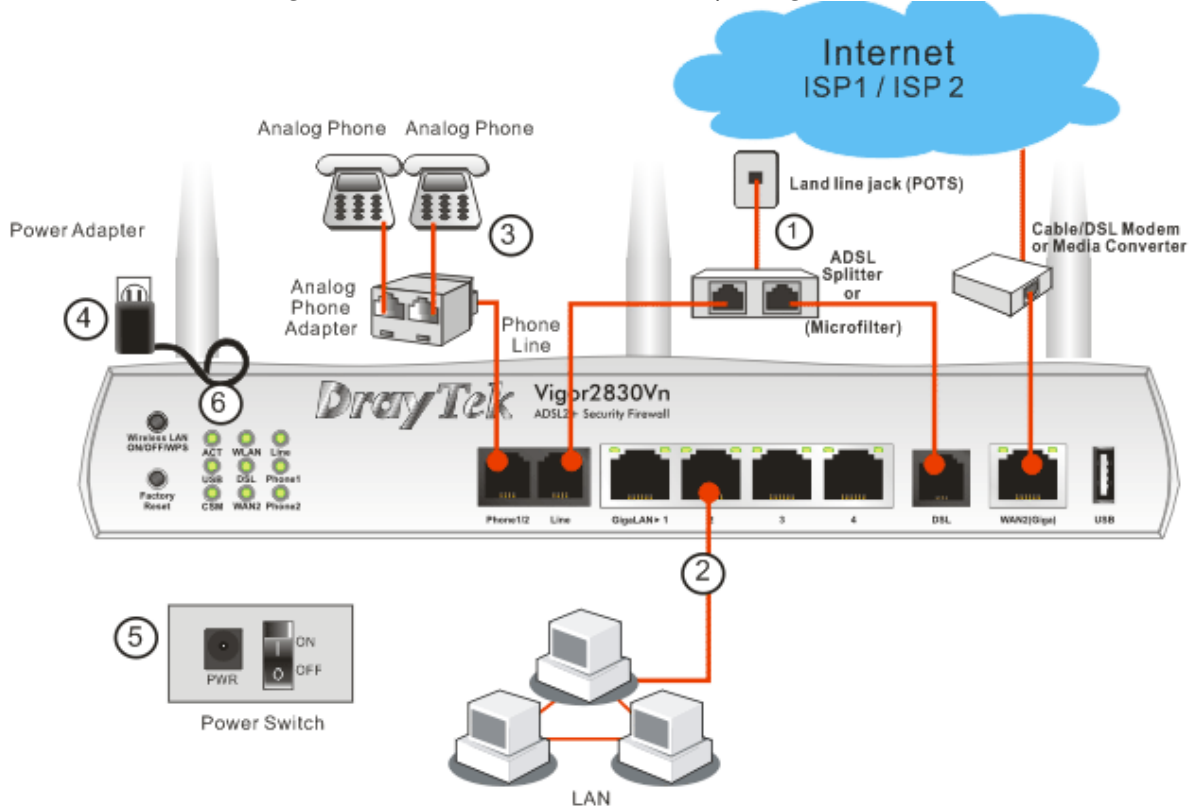 Internet
ISP1 / ISP 2
Analog Phone
Analog Phone
Land line jack (POTS)
Power Adapter
3
1
Cable/DSL Modem
or Media Converter
ADSL
Splitter
or
(Microfilter)
Analog
Phone
Adapter
4
Phone
Line
6
DrayTek
Vigor2830Vn
ADSL2+ Security Firewall
Wireless LAN
ON/OFF/WPS
ACT WLAN Line
USB DSL Phone1
Factory
Reset
CSM WAN2 Phone2
Phone1/2
Line
GigaLAN 1
2
3
4
DSL
WAN2(Giga)
USB
2
5
ON
OFF
PWR
Power Switch
LAN